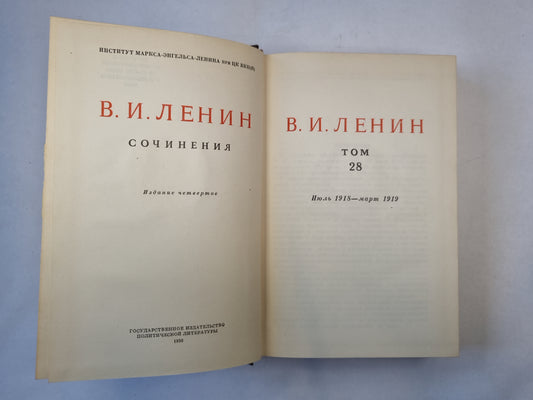 ИНСТИТУТ МАРКСА-ЭНГЕЛЬСА-ЛЕНИНА ПРИ ЦК ВКП(б)
В. И. ЛЕНИН
СОЧИНЕНИЯ
Издание четвертое
ГОСУДАРСТВЕННОЕ ИЗДАТЕЛЬСТВО
ПОЛИТИЧЕСКОЙ ЛИТЕРАТУРЫ
1950
В. И. ЛЕНИН
ТОМ
28
Июль 1918—март 1919